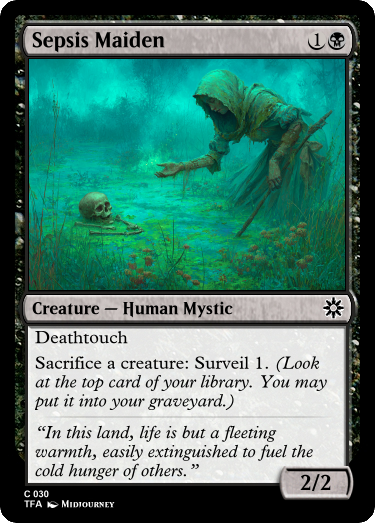 Sepsis Maiden 1
Creature — Human Mystic
Deathtouch
Sacrifice a creature: Surveil 1. (Look
at the top card of your library. You may
put it into your graveyard.)
“In this land, life is but a fleeting
warmth, easily extinguished to fuel the
cold hunger of others.”
2/2
C 030
TFA Midjourney